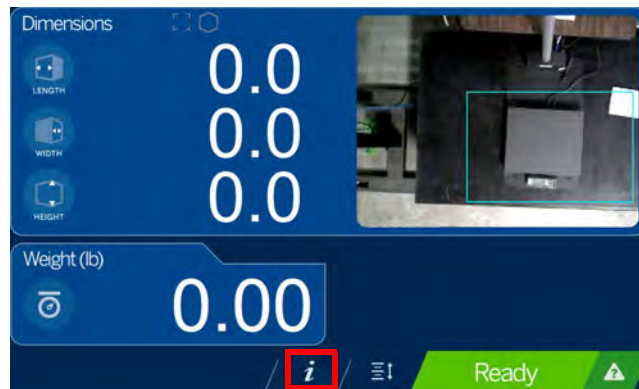 Dimensions
LENGTH
0.0
WIDTH
0.0
HEIGHT
0.0
Weight (lb)
0.00
i
Ready
?